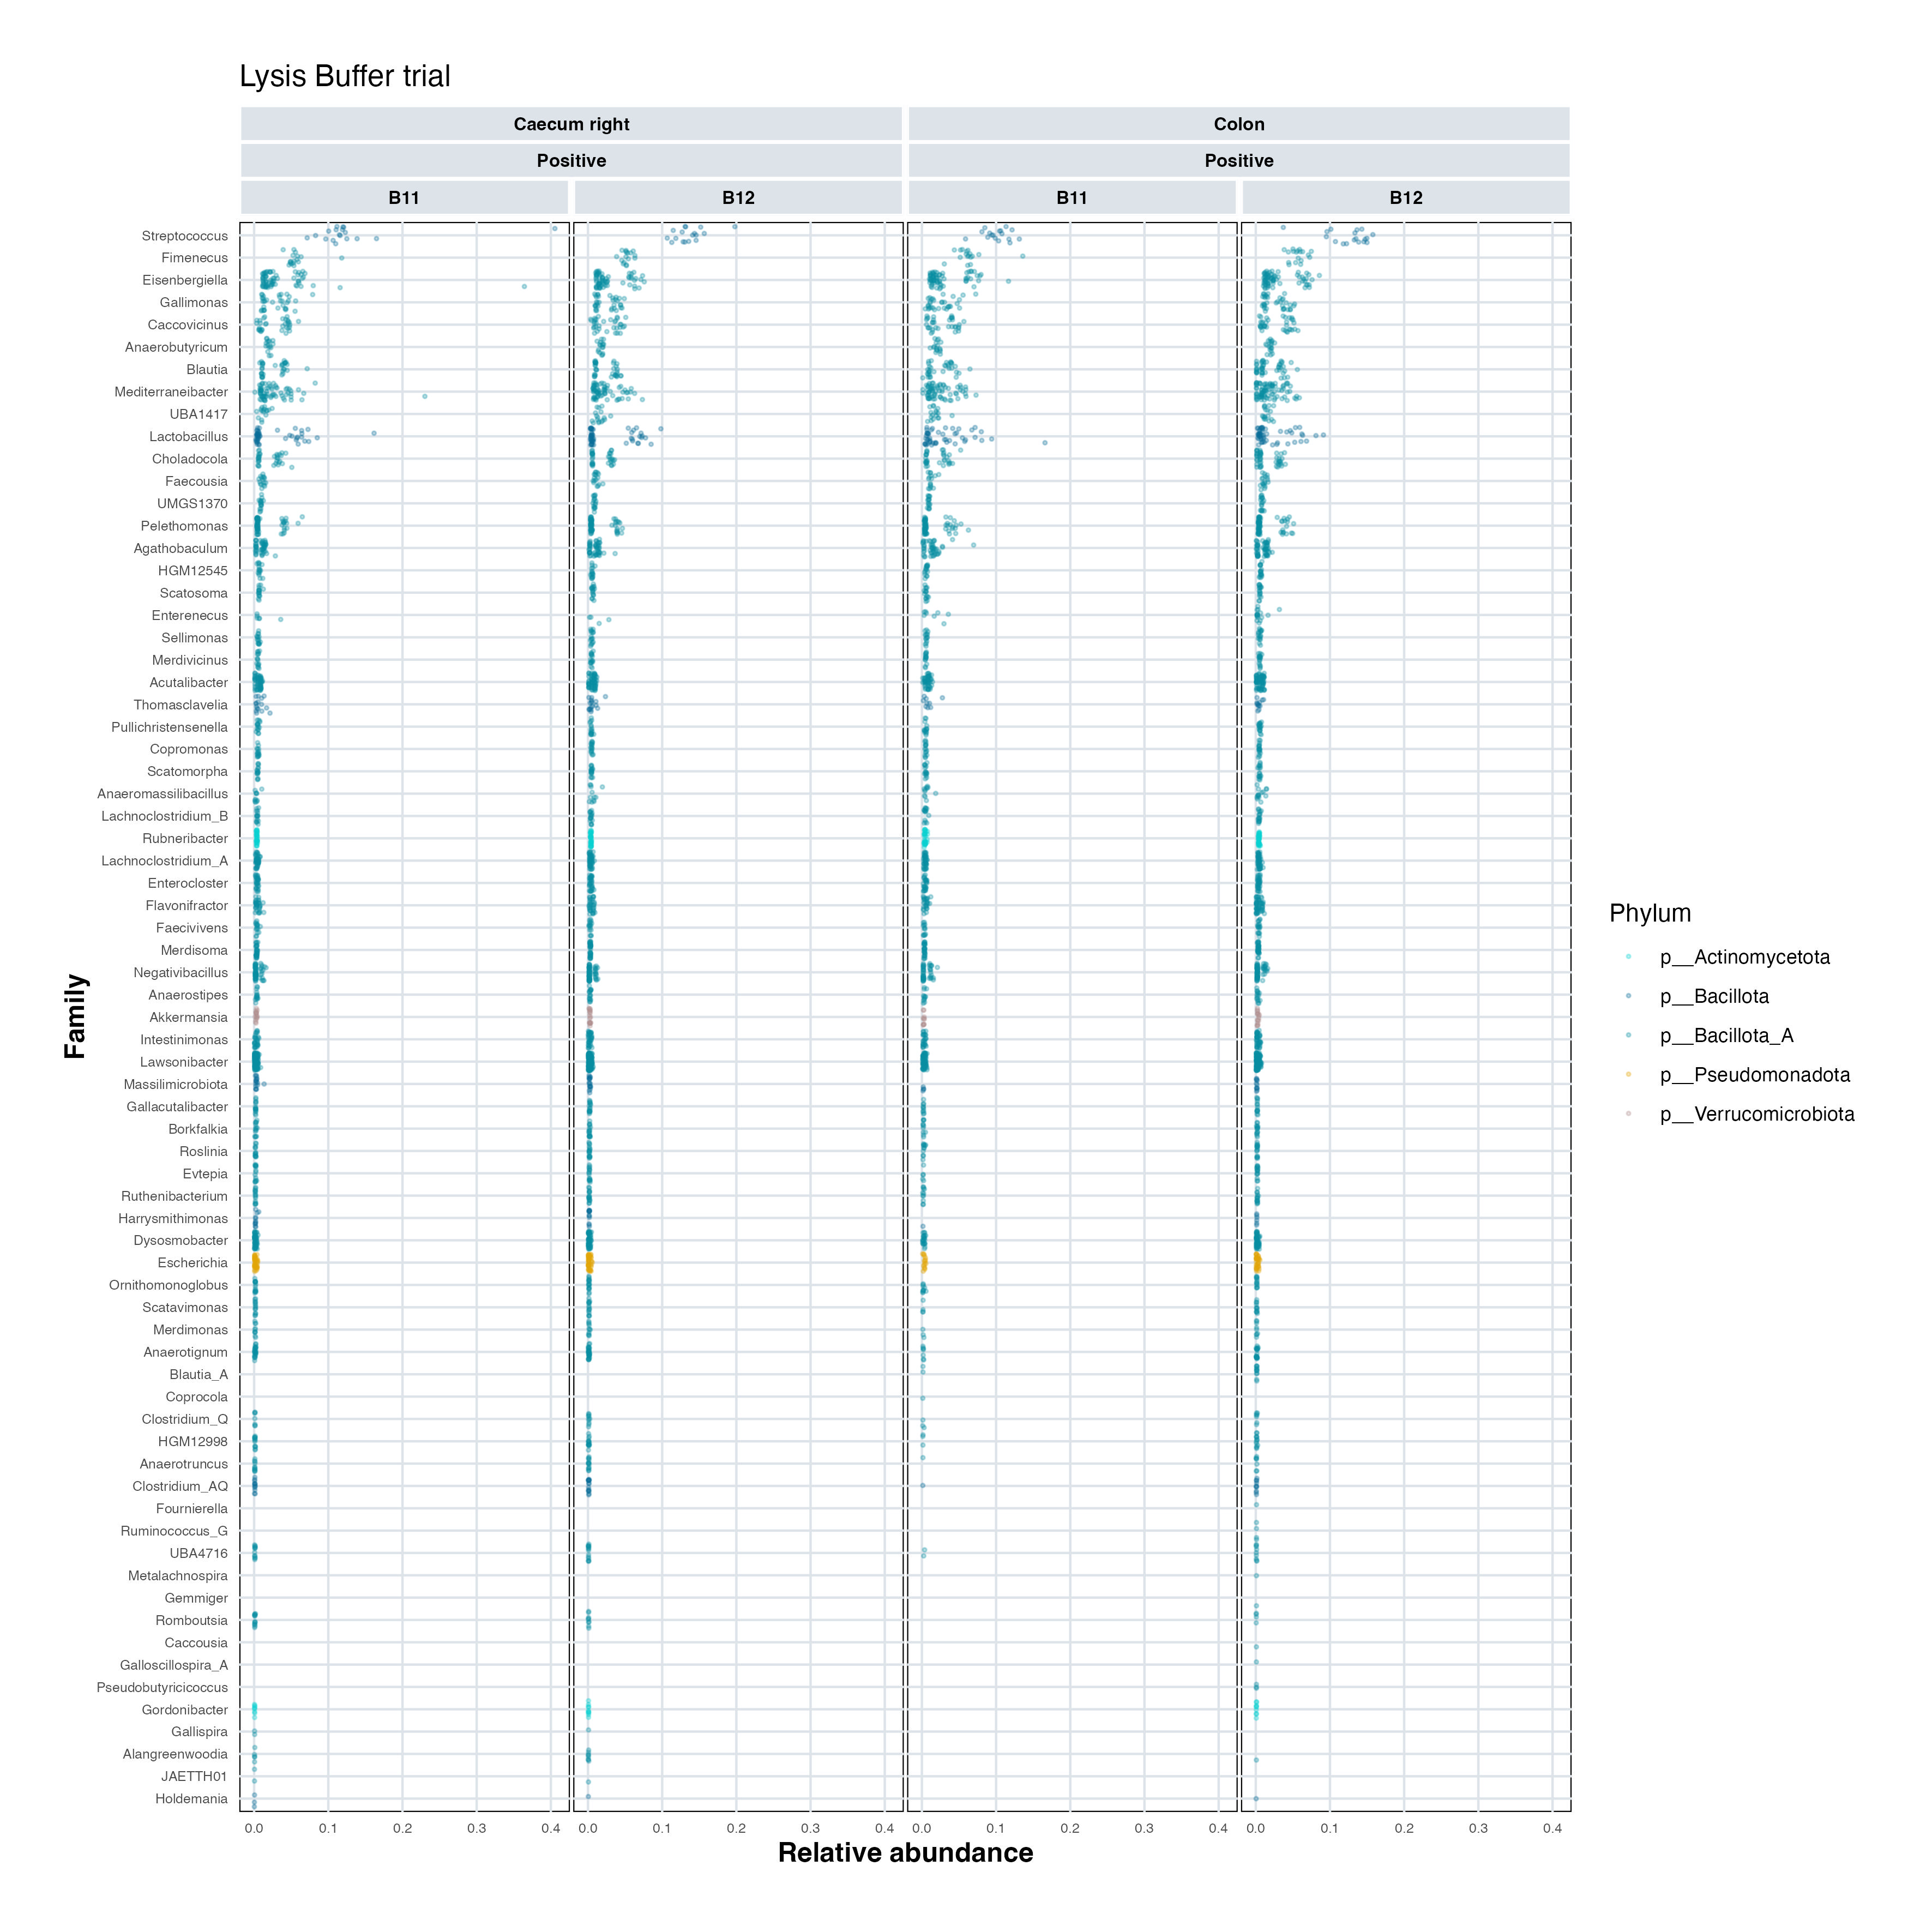 Lysis Buffer trial
Caecum right
Colon
Positive
Positive
B11
B12
B11
B12
Streptococcus
Fimenecus
Eisenbergiella
Gallimonas
Caccovicinus
Anaerobutyricum
Blautia
Mediterraneibacter
UBA1417
Lactobacillus
Choladocola
Faecousia
UMGS1370
Pelethomonas
Agathobaculum
HGM12545
Scatosoma
Enterenecus
Sellimonas
Merdivicinus
Acutalibacter
Thomasclavelia
Pullichristensenella
Copromonas
Scatomorpha
Anaeromassilibacillus
Lachnoclostridium_B
Rubneribacter
Lachnoclostridium_A
Enterocloster
Flavonifractor
Faecivivens
Merdisoma
Negativibacillus
Anaerostipes
Akkermansia
Intestinimonas
Lawsonibacter
Massilimicrobiota
Gallacutalibacter
Borkfalkia
Roslinia
Evtepia
Ruthenibacterium
Harrysmithimonas
Dysosmobacter
Escherichia
Ornithomonoglobus
Scatavimonas
Merdimonas
Anaerotignum
Blautia_A
Coprocola
Clostridium_Q
HGM12998
Anaerotruncus
Clostridium_AQ
Fournierella
Ruminococcus_G
UBA4716
Metalachnospira
Gemmiger
Romboutsia
Caccousia
Galloscillospira_A
Pseudobutyricicoccus
Gordonibacter
Gallispira
Alangreenwoodia
JAETTH01
Holdemania
Family
0.0 0.1 0.2 0.3 0.4
0.0 0.1 0.2 0.3 0.4
0.0 0.1 0.2 0.3 0.4
0.0 0.1 0.2 0.3 0.4
Relative abundance
Phylum
p__Actinomycetota
p__Bacillota
p__Bacillota_A
p__Pseudomonadota
p__Verrucomicrobiota